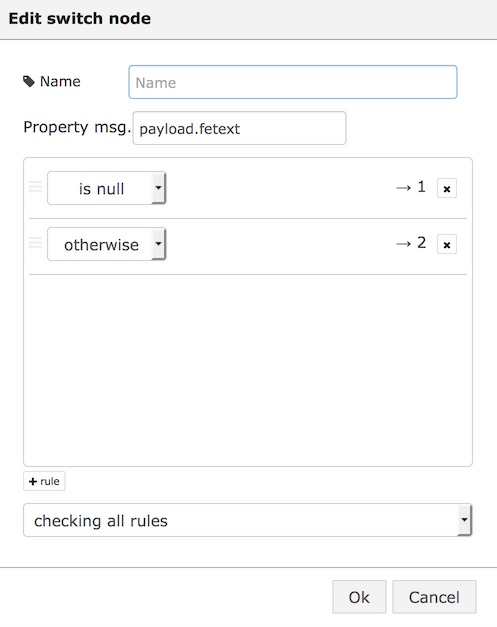 Edit switch node
Name Name
Property msg. payload.fetext
is null → 1 ×
otherwise → 2 ×
+ rule
checking all rules
Ok Cancel